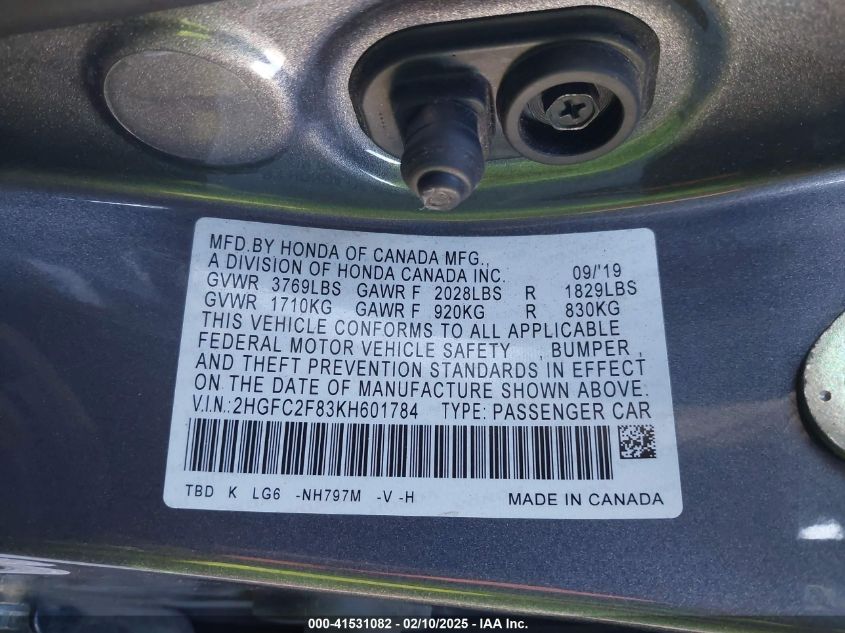 MFD.BY HONDA OF CANADA MFG.,
A DIVISION OF HONDA CANADA INC. 09/'19
GVWR 3769LBS GAWR F 2028LBS R 1829LBS
GVWR 1710KG GAWR F 920KG R 830KG
THIS VEHICLE CONFORMS TO ALL APPLICABLE
FEDERAL MOTOR VEHICLE SAFETY , BUMPER ,
AND THEFT PREVENTION STANDARDS IN EFFECT
ON THE DATE OF MANUFACTURE SHOWN ABOVE.
V.I.N.:2HGFC2F83KH601784 TYPE: PASSENGER CAR
TBD K LG6 -NH797M -V -H MADE IN CANADA
000-41531082 - 02/10/2025 - IAA Inc.